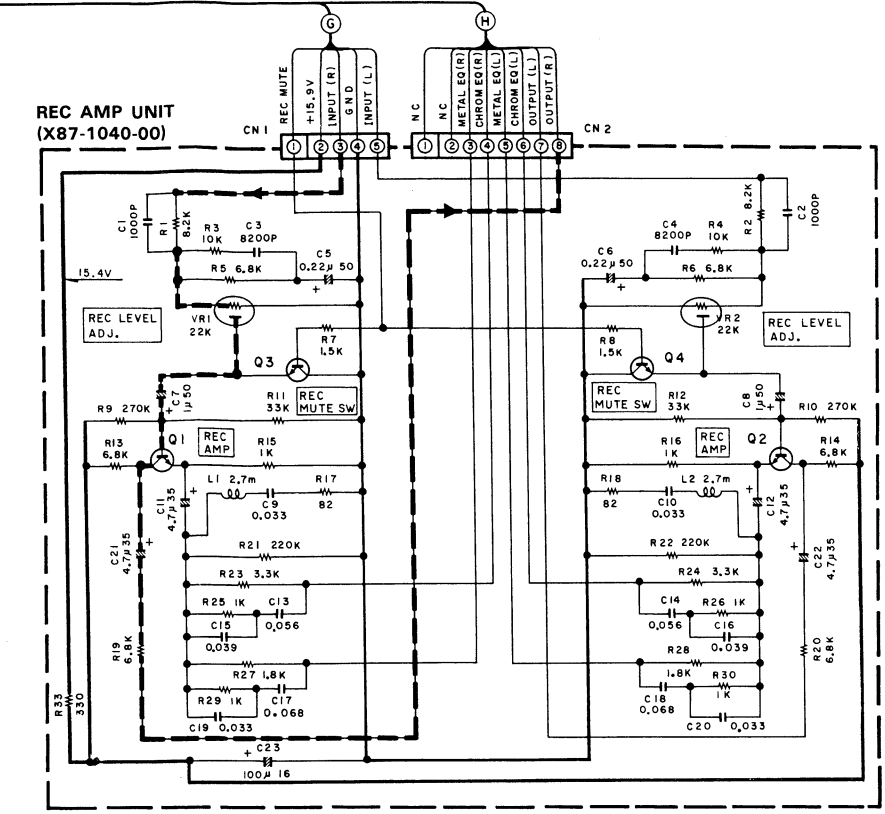 G
H
REC MUTE
+15.9V
INPUT (R)
GND
INPUT (L)
NC
NC
METAL EQ(R)
CHROM EQ(R)
METAL EQ(L)
CHROM EQ(L)
OUTPUT (L)
OUTPUT (R)
REC AMP UNIT
(X87-1040-00)
CN1
1 2 3 4 5
1 2 3 4 5 6 7 8
CN2
C1
1000P
R1
8.2K
R3
10K
C3
8200P
C5
0.22μ 50
+
R5 6.8K
15.4V
VR1
22K
REC LEVEL
ADJ.
R2 8.2K
C2
1000P
C4
8200P
R4
10K
C6
0.22μ 50
+
R6 6.8K
VR2
22K
REC LEVEL
ADJ.
R7
1.5K
R8
1.5K
Q3
Q4
REC
MUTE SW
REC
MUTE SW
C7
1μ 50
+
C8
1μ 50
+
R9 270K
R11
33K
R12
33K
R10 270K
R13
6.8K
Q1
REC
AMP
R15
1K
R16
1K
REC
AMP
Q2
R14
6.8K
L1 2.7m
R17
82
C9
0.033
C11
4.7μ35
+
R18
82
C10
0.033
L2 2.7m
C12
4.7μ35
+
C21
4.7μ35
+
C22
4.7μ35
+
R21 220K
R22 220K
R23 3.3K
R24 3.3K
R25 1K
C13
0.056
C15
0.039
C14
0.056
R26 1K
C16
0.039
R19
6.8K
R20
6.8K
R27 1.8K
R28
1.8K
R29 1K
C17
0.068
C19 0.033
R30
1K
C18
0.068
C20 0.033
R33
330
+
C23
100μ 16